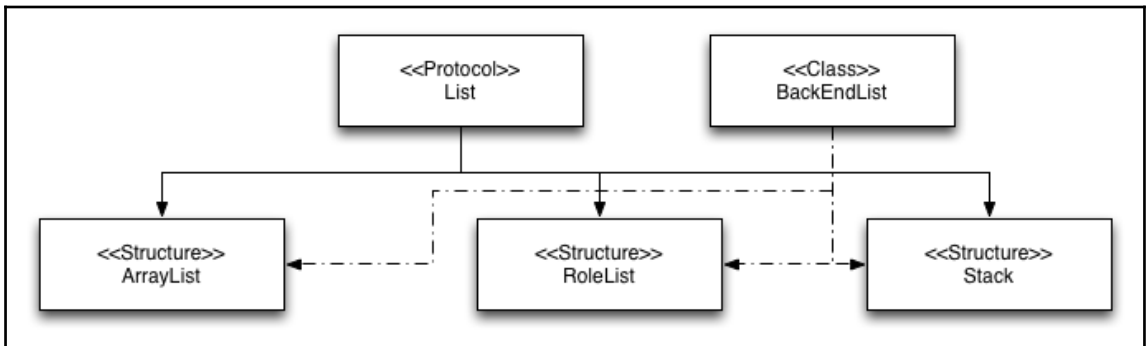 <<Protocol>>
List
<<Class>>
BackEndList
<<Structure>>
ArrayList
<<Structure>>
RoleList
<<Structure>>
Stack